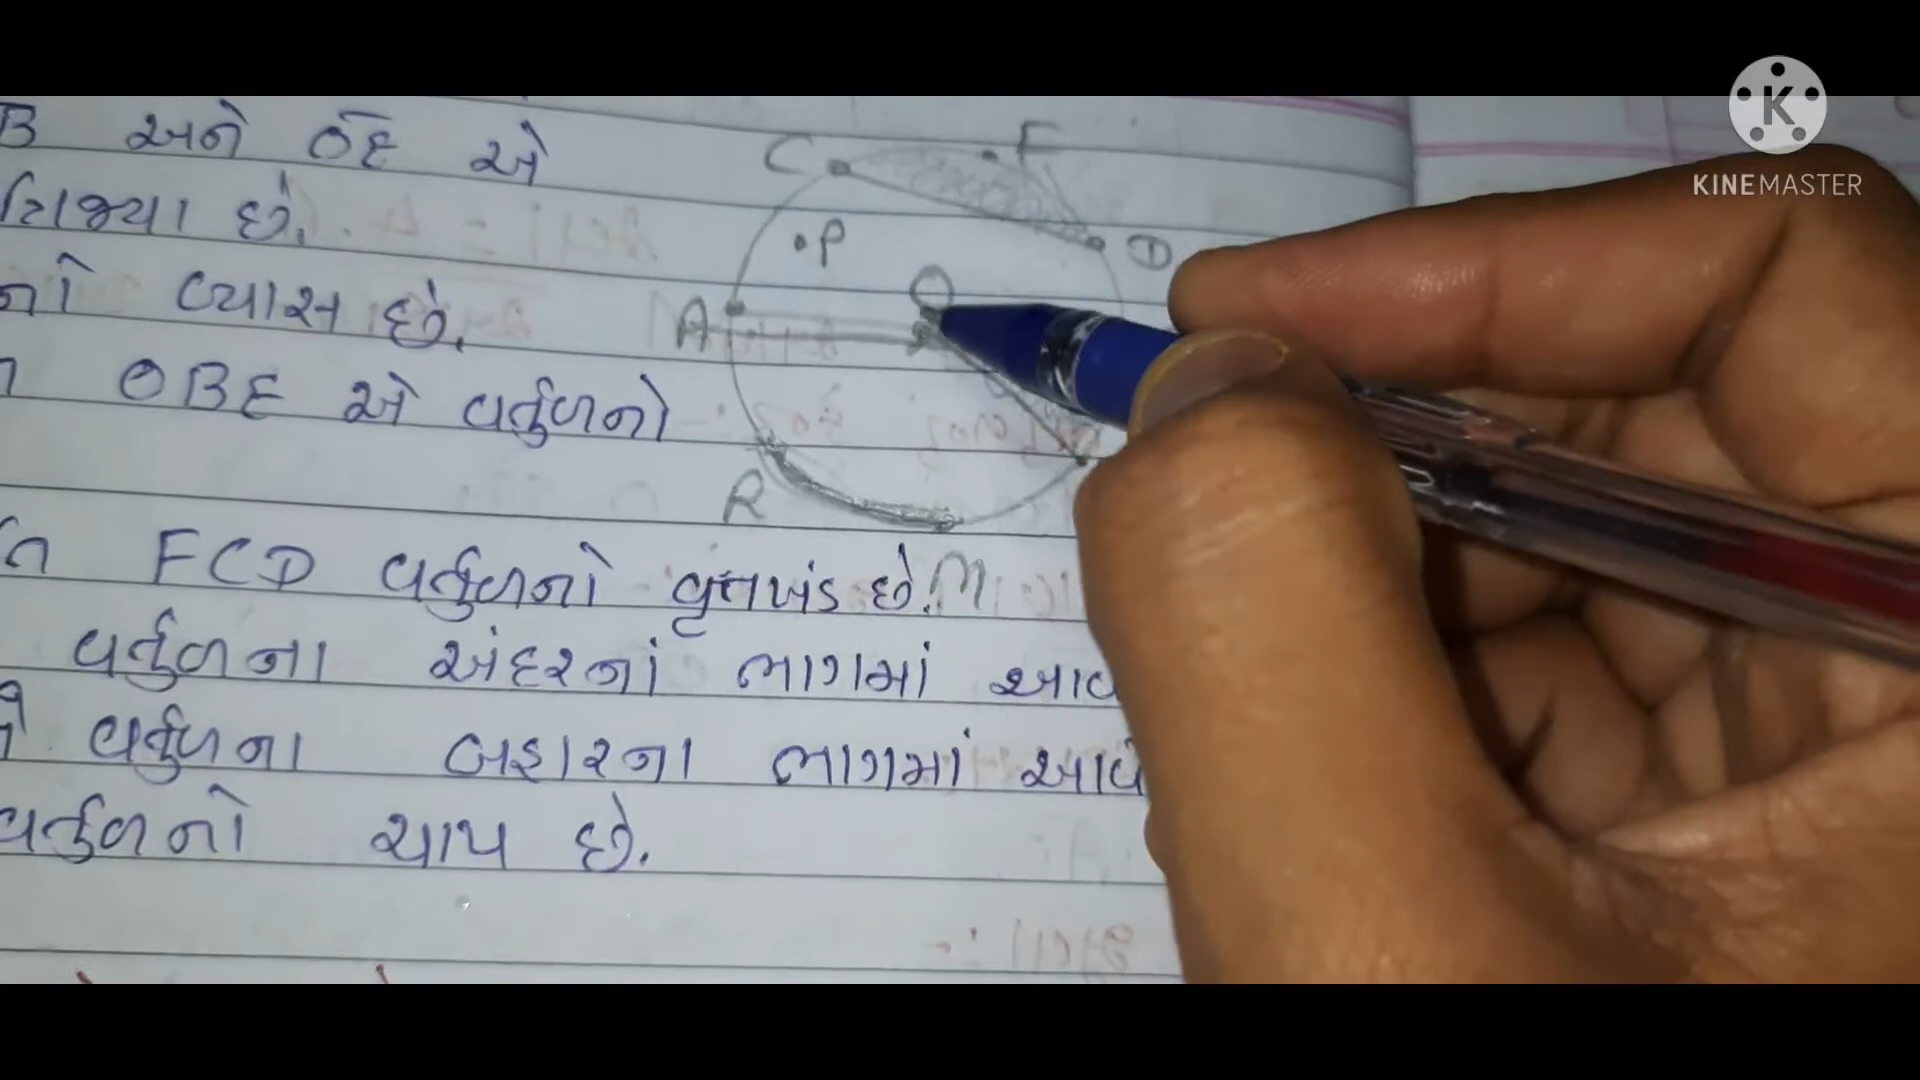 B અને OE એ
ત્રિજ્યા છે.
નો વ્યાસ છે.
OBE એ વર્તુળનો
FCD વર્તુળનો વૃતખંડ છે.
વર્તુળના અંદરનાં ભાગમાં આવ
વર્તુળના બહારના ભાગમાં આવે
વર્તુળનો ચાપ છે.
C F
P D
O
A
R
M
K
KINEMASTER